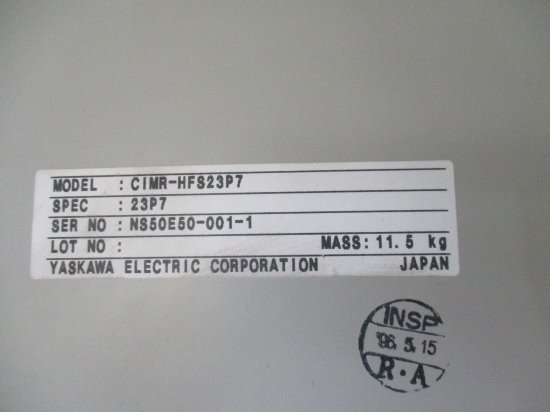 MODEL : CIMR-HFS23P7
SPEC : 23P7
SER NO : NS50E50-001-1
LOT NO : MASS: 11.5 kg
YASKAWA ELECTRIC CORPORATION JAPAN
INSP
'96.5.15
R·A